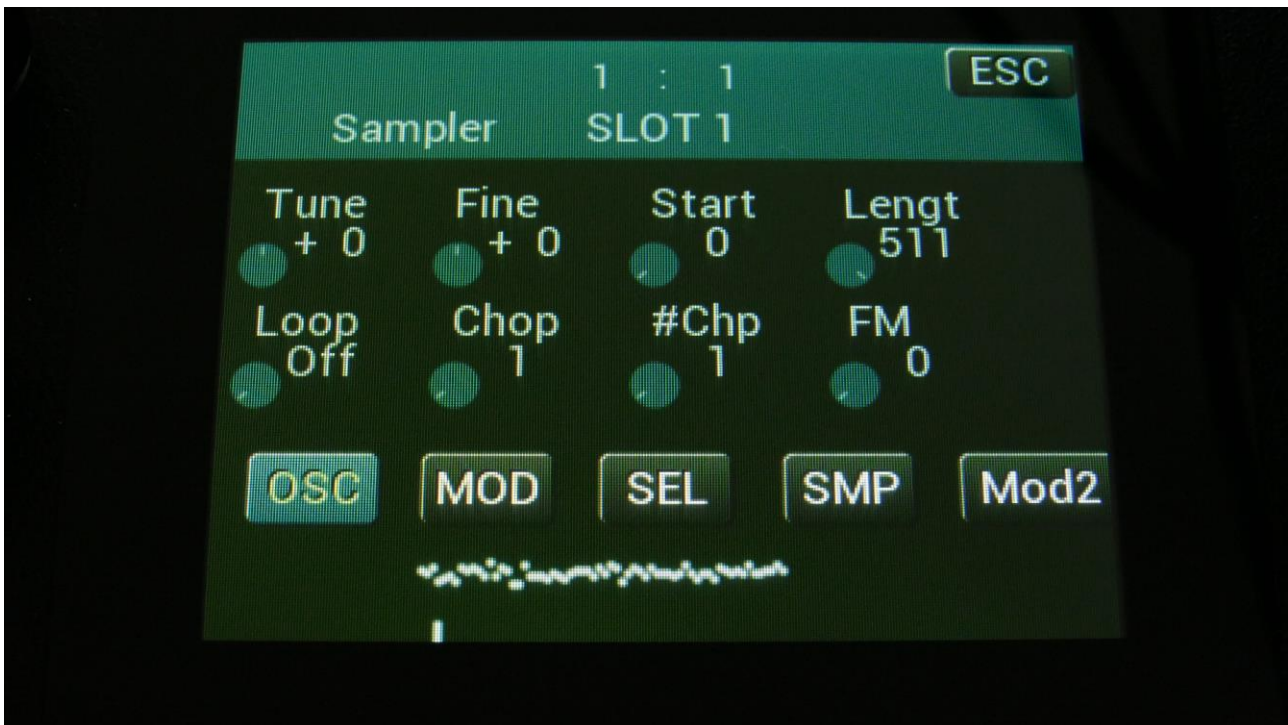 1 : 1 ESC
Sampler SLOT 1
Tune Fine Start Lengt
+ 0 + 0 0 511
Loop Chop #Chp FM
Off 1 1 0
OSC MOD SEL SMP Mod2